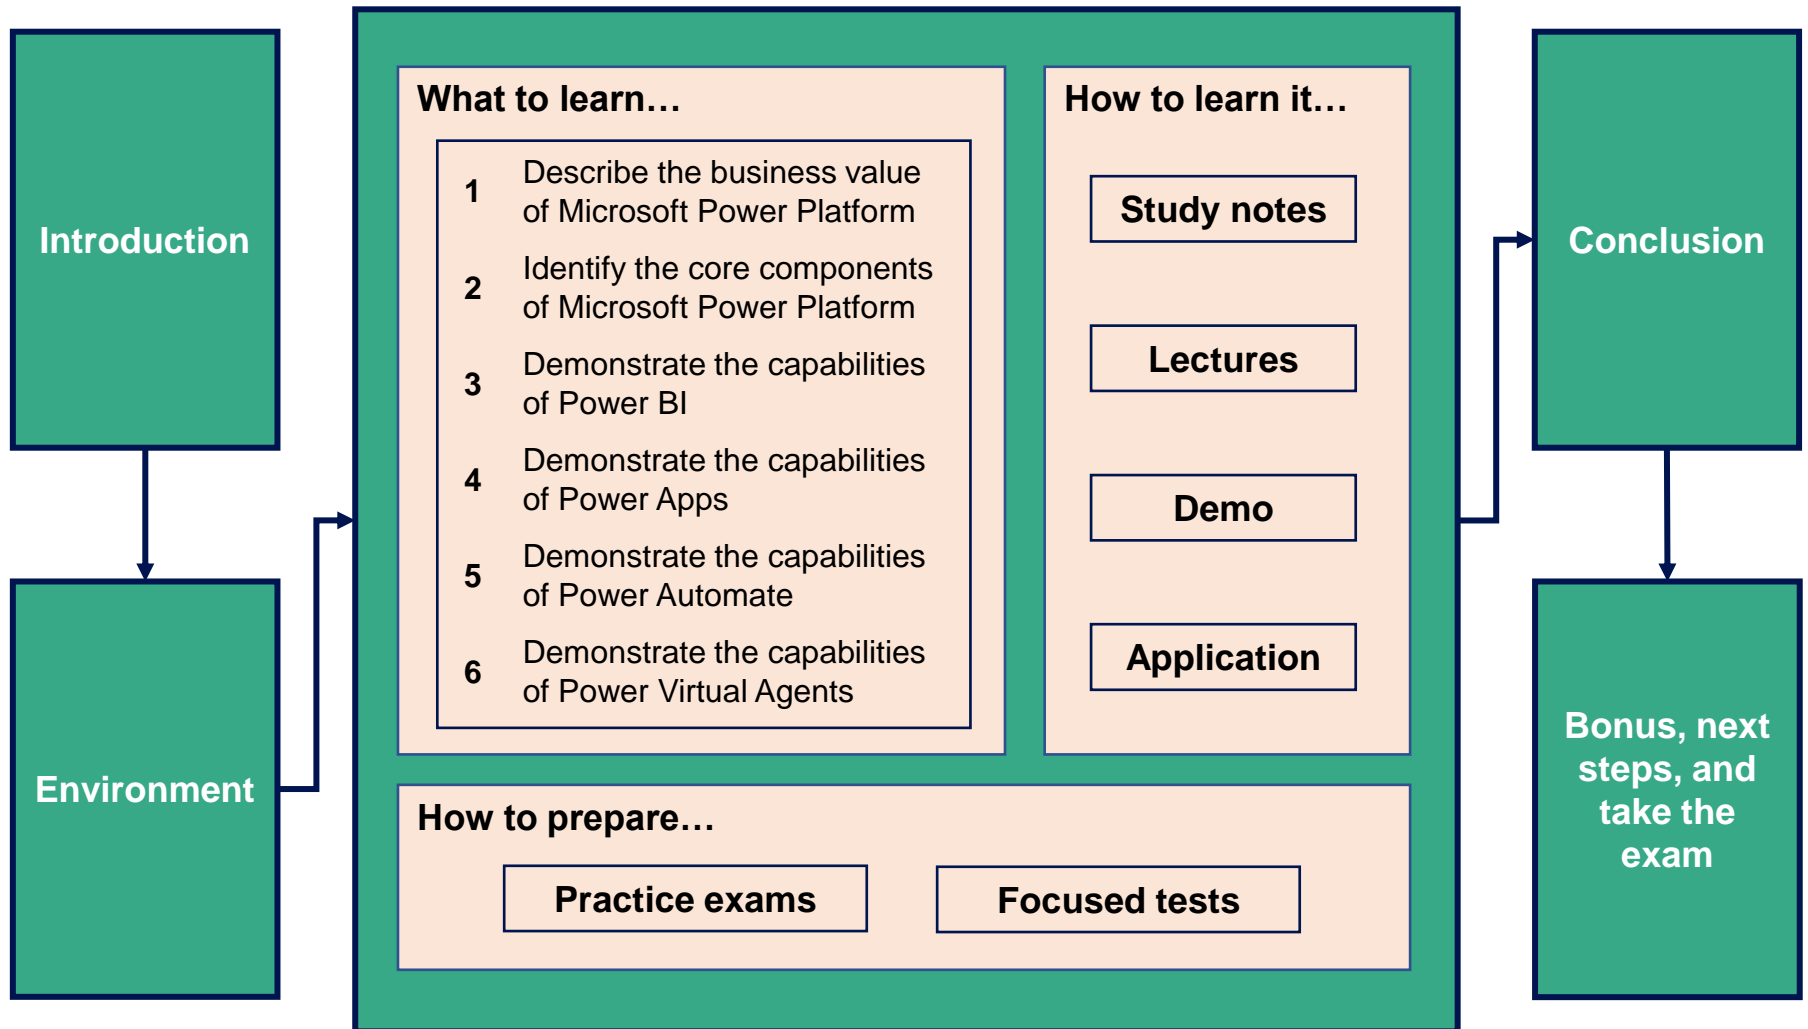 Introduction
Environment
What to learn…
1
Describe the business value
of Microsoft Power Platform
2
Identify the core components
of Microsoft Power Platform
3
Demonstrate the capabilities
of Power BI
4
Demonstrate the capabilities
of Power Apps
5
Demonstrate the capabilities
of Power Automate
6
Demonstrate the capabilities
of Power Virtual Agents
How to learn it…
Study notes
Lectures
Demo
Application
How to prepare…
Practice exams
Focused tests
Conclusion
Bonus, next
steps, and
take the
exam